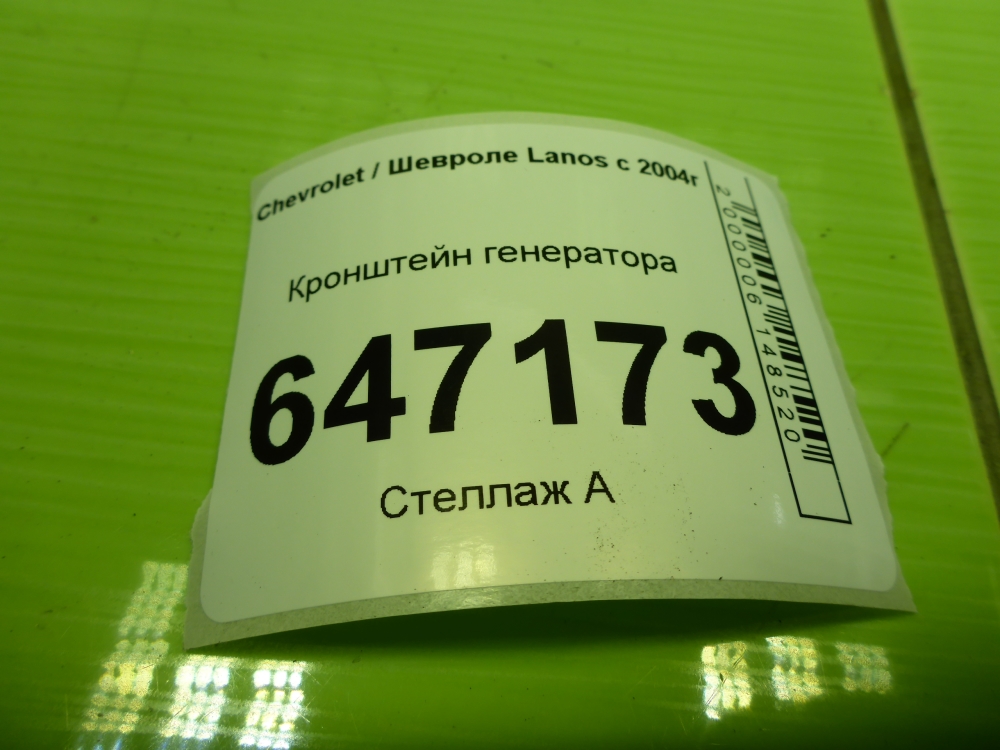 Chevrolet / Шевроле Lanos с 2004г
Кронштейн генератора
647173
Стеллаж А
2000006148520